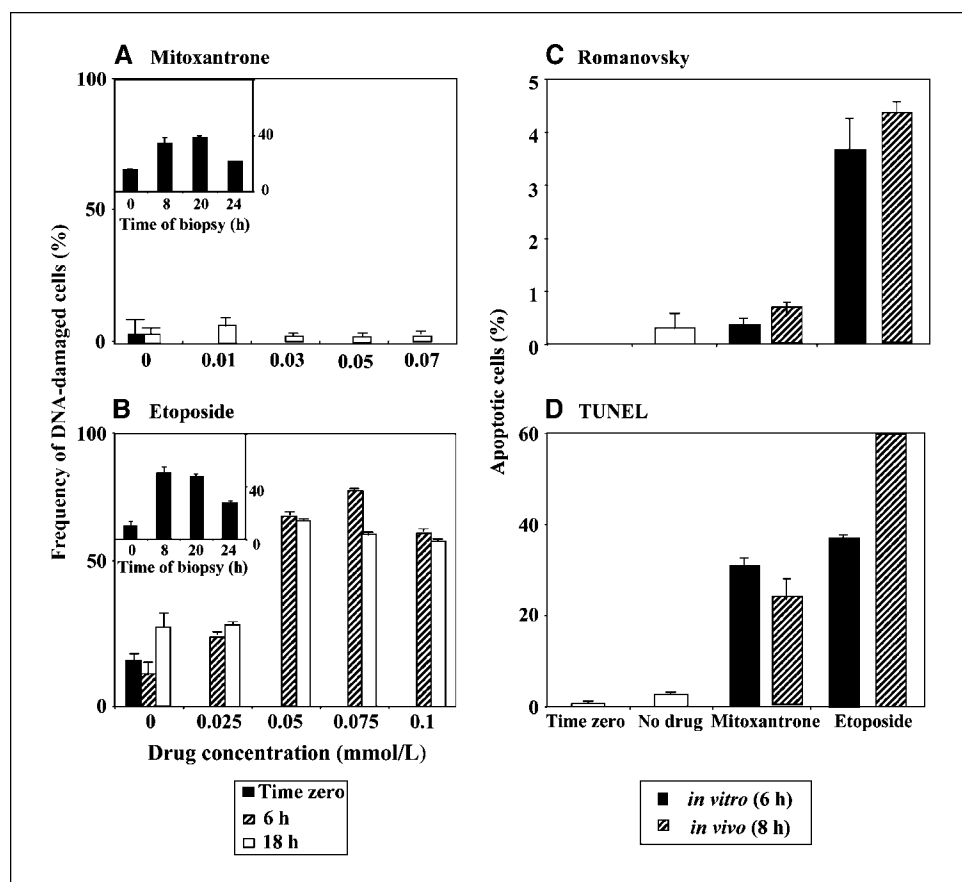 A Mitoxantrone
100
50
0
40
0
0 8 20 24
Time of biopsy (h)
0 0.01 0.03 0.05 0.07
B Etoposide
100
50
0
40
0
0 8 20 24
Time of biopsy (h)
0 0.025 0.05 0.075 0.1
Drug concentration (mmol/L)
Frequency of DNA-damaged cells (%)
Time zero
6 h
18 h
C Romanovsky
5
4
3
2
1
0
D TUNEL
60
40
20
0
Time zero No drug Mitoxantrone Etoposide
Apoptotic cells (%)
in vitro (6 h)
in vivo (8 h)